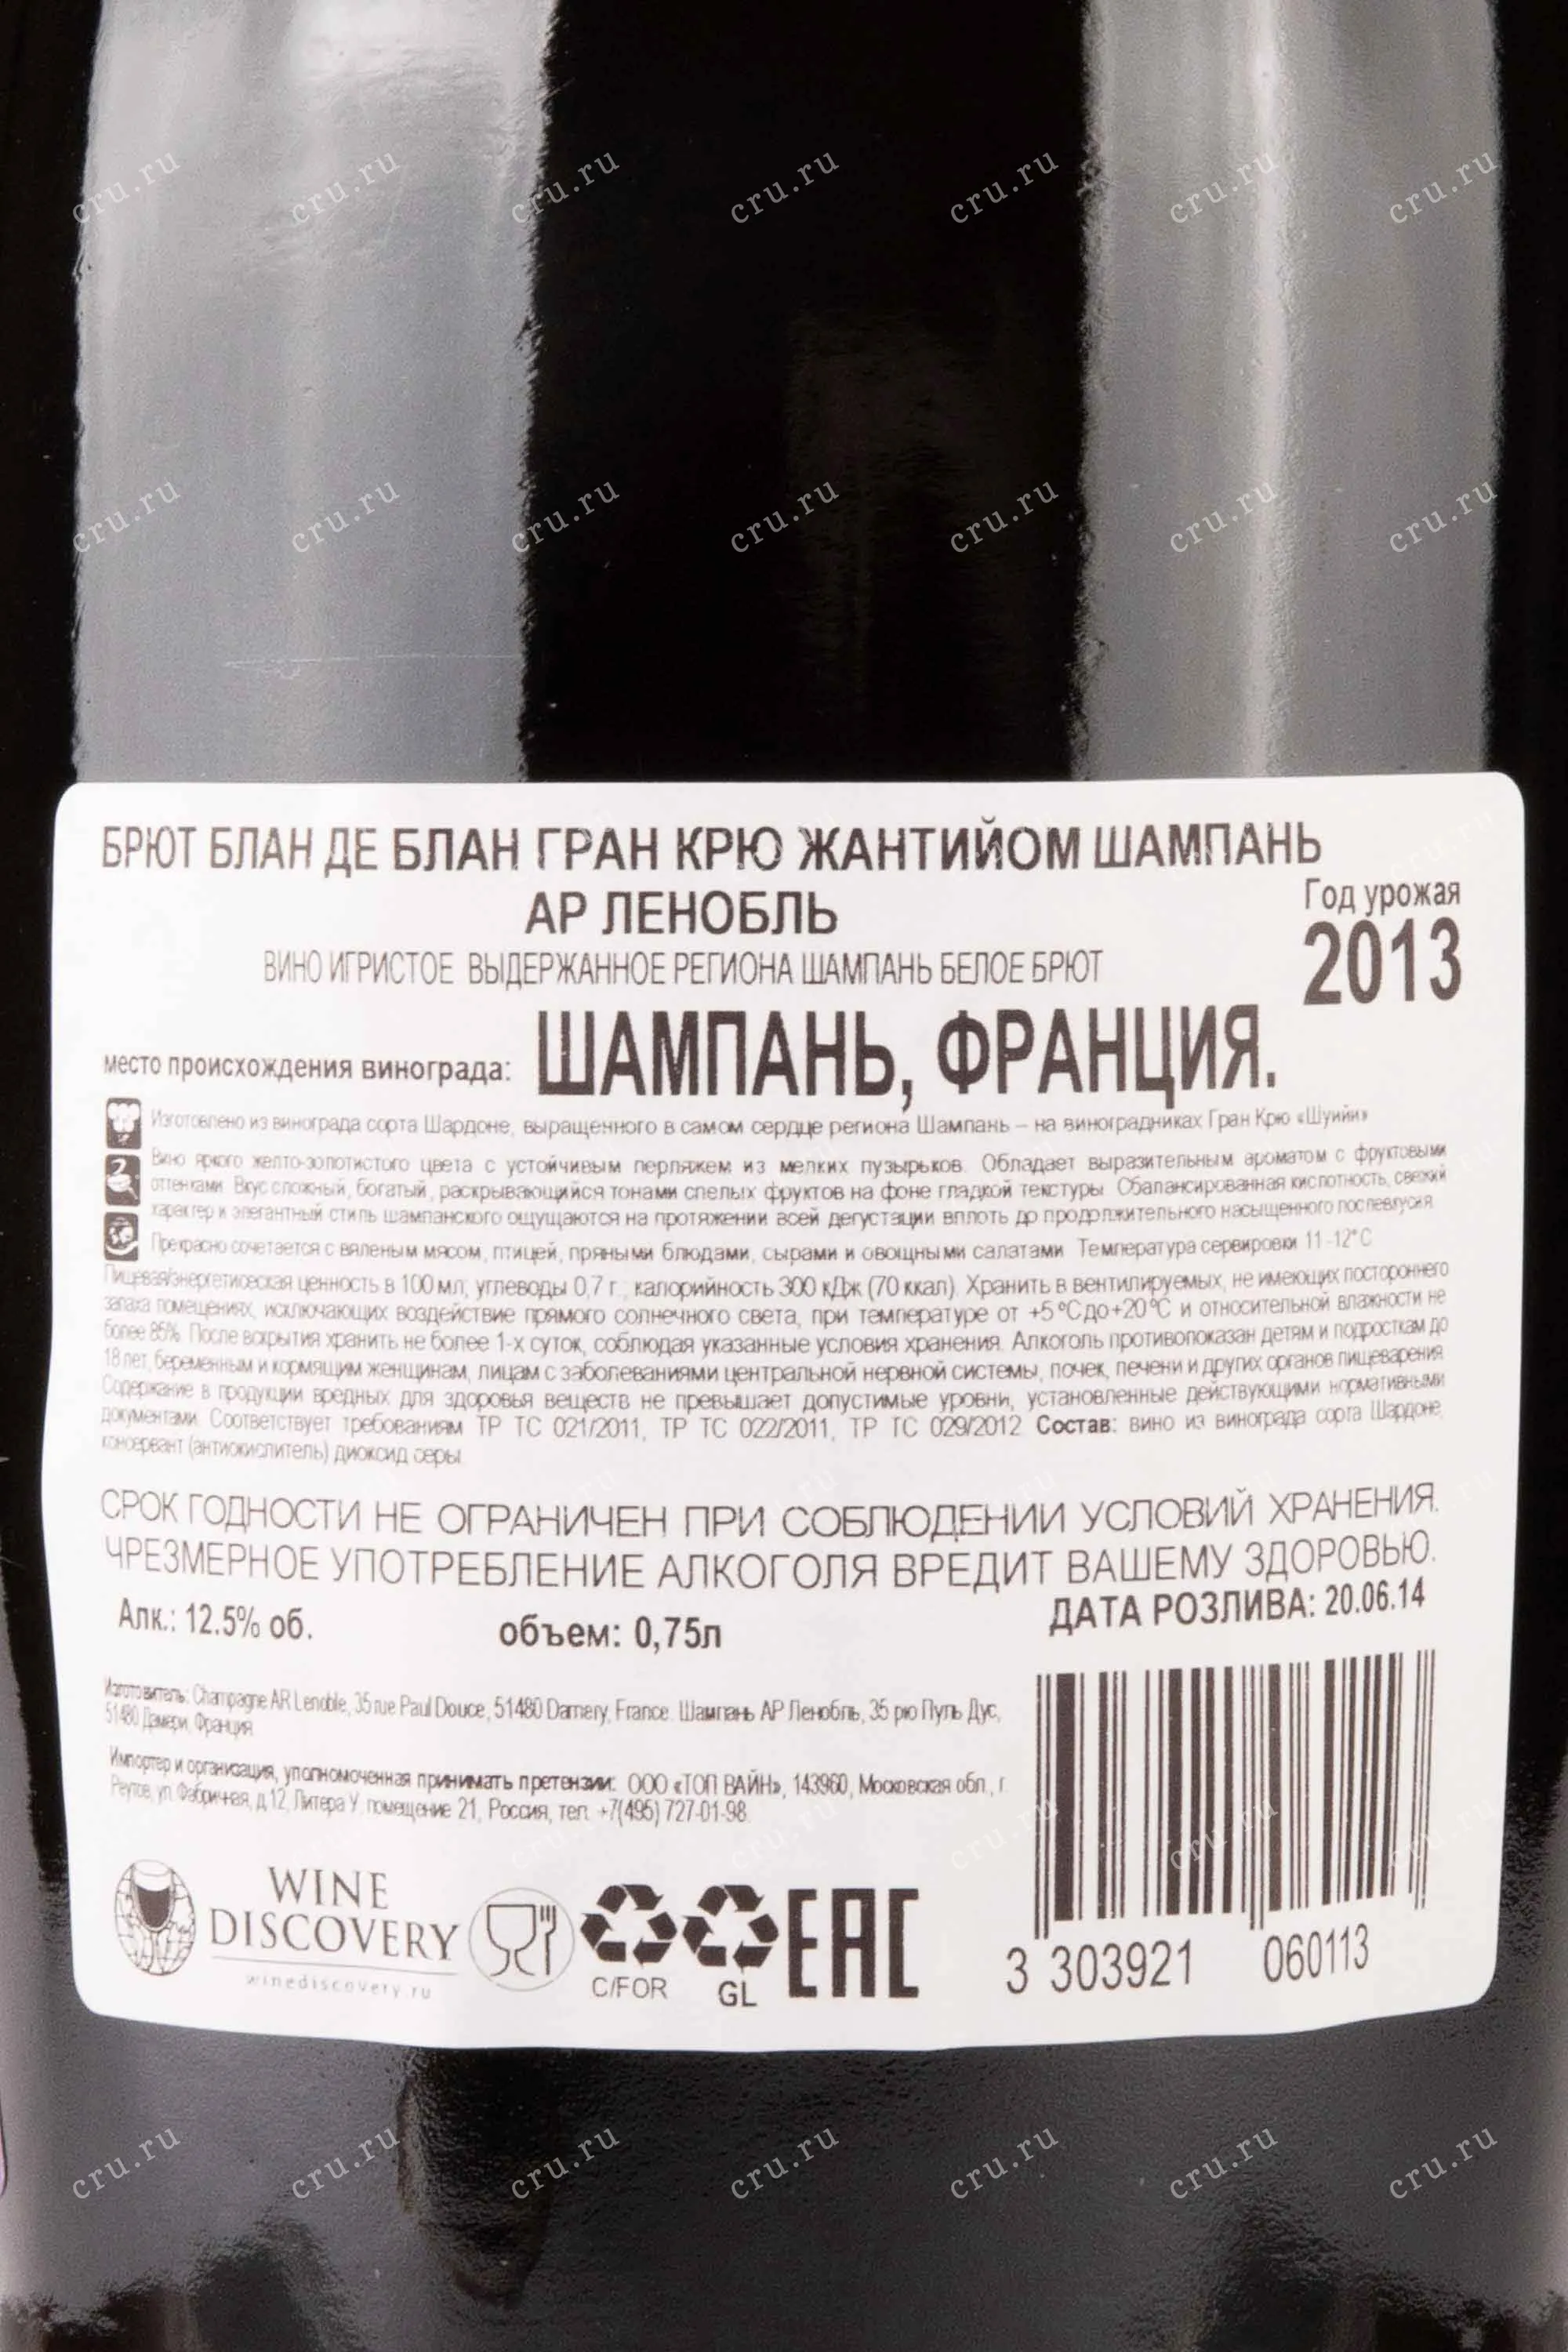 БРЮТ БЛАН ДЕ БЛАН ГРАН КРЮ ЖАНТИЙОМ ШАМПАНЬ
АР ЛЕНОБЛЬ
Год урожая
2013
ВИНО ИГРИСТОЕ ВЫДЕРЖАННОЕ РЕГИОНА ШАМПАНЬ БЕЛОЕ БРЮТ
место происхождения винограда: ШАМПАНЬ, ФРАНЦИЯ.
Изготовлено из винограда сорта Шардоне, выращенного в самом сердце региона Шампань – на виноградниках Гран Крю «Шуийи»
Вино яркого желто-золотистого цвета с устойчивым перляжем из мелких пузырьков. Обладает выразительным ароматом с фруктовыми
оттенками. Вкус сложный, богатый, раскрывающийся тонами спелых фруктов на фоне гладкой текстуры. Сбалансированная кислотность, свежий
характер и элегантный стиль шампанского ощущаются на протяжении всей дегустации вплоть до продолжительного насыщенного послевкусия.
Прекрасно сочетается с вяленым мясом, птицей, пряными блюдами, сырами и овощными салатами. Температура сервировки 11-12°С
Пищевая/энергетическая ценность в 100 мл: углеводы 0,7 г., калорийность 300 кДж (70 ккал). Хранить в вентилируемых, не имеющих постороннего
запаха помещениях, исключающих воздействие прямого солнечного света, при температуре от +5 °С до +20 °С и относительной влажности не
более 85%. После вскрытия хранить не более 1-х суток, соблюдая указанные условия хранения. Алкоголь противопоказан детям и подросткам до
18 лет, беременным и кормящим женщинам, лицам с заболеваниями центральной нервной системы, почек, печени и других органов пищеварения.
Содержание в продукции вредных для здоровья веществ не превышает допустимые уровни, установленные действующими нормативными
документами. Соответствует требованиям ТР ТС 021/2011, ТР ТС 022/2011, ТР ТС 029/2012 Состав: вино из винограда сорта Шардоне,
консервант (антиокислитель) диоксид серы.
СРОК ГОДНОСТИ НЕ ОГРАНИЧЕН ПРИ СОБЛЮДЕНИИ УСЛОВИЙ ХРАНЕНИЯ.
ЧРЕЗМЕРНОЕ УПОТРЕБЛЕНИЕ АЛКОГОЛЯ ВРЕДИТ ВАШЕМУ ЗДОРОВЬЮ.
Алк.: 12.5% об. объем: 0,75л ДАТА РОЗЛИВА: 20.06.14
Изготовитель: Champagne AR Lenoble, 35 rue Paul Douce, 51480 Damery, France. Шампань АР Ленобль, 35 рю Пуль Дус,
51480 Дамери, Франция.
Импортер и организация, уполномоченная принимать претензии: ООО «ТОП ВАЙН», 143960, Московская обл., г.
Реутов, ул. Фабричная, д.12, Литера У, помещение 21, Россия, тел. +7(495) 727-01-98.
WINE
DISCOVERY
winediscovery.ru
C/FOR
GL
EAC
3 303921 060113